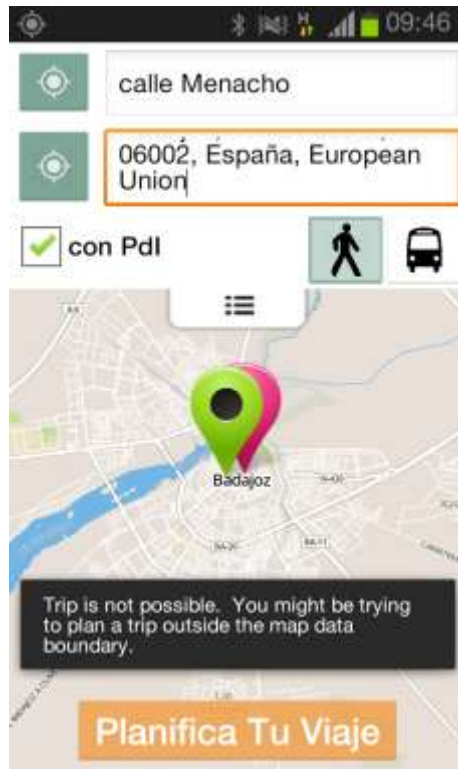 09:46
calle Menacho
06002, España, European
Union
con PdI
Badajoz
Trip is not possible. You might be trying
to plan a trip outside the map data
boundary.
Planifica Tu Viaje